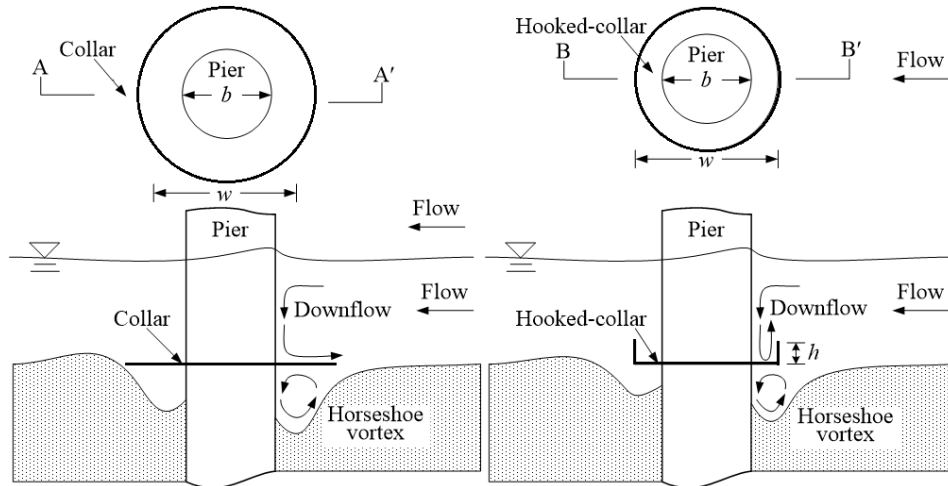 Collar
A
A′
Pier
b
w
Flow
Pier
Flow
Downflow
Collar
Horseshoe
vortex
Hooked-collar
B
B′
Pier
b
Flow
w
Pier
Flow
Downflow
Hooked-collar
h
Horseshoe
vortex